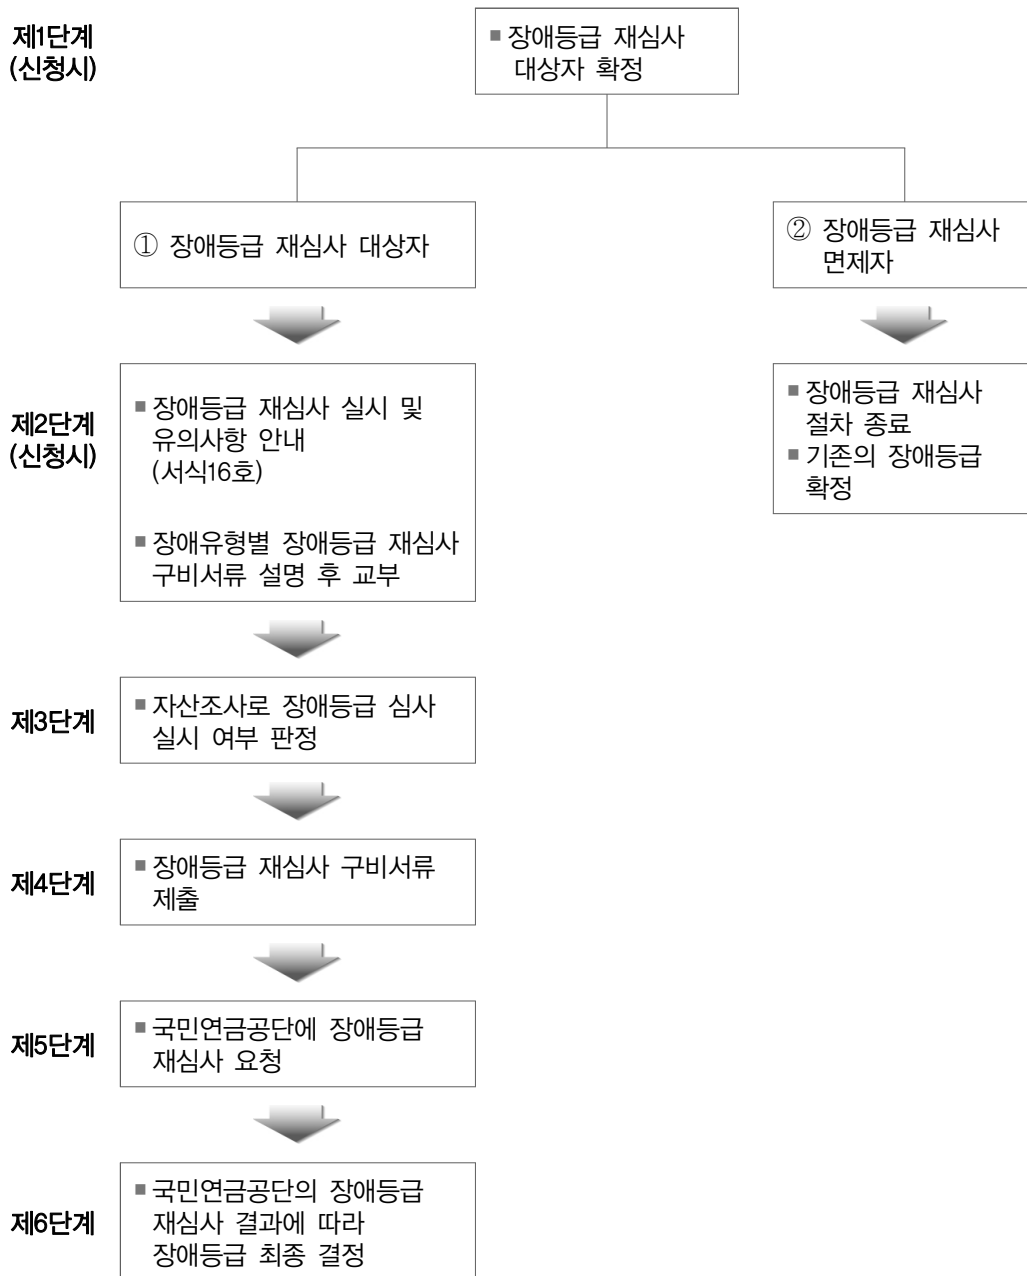 제1단계
(신청시)
▪장애등급 재심사
대상자 확정
① 장애등급 재심사 대상자
② 장애등급 재심사
면제자
제2단계
(신청시)
▪장애등급 재심사 실시 및
유의사항 안내
(서식16호)
▪장애유형별 장애등급 재심사
구비서류 설명 후 교부
▪장애등급 재심사
절차 종료
▪기존의 장애등급
확정
제3단계
▪자산조사로 장애등급 심사
실시 여부 판정
제4단계
▪장애등급 재심사 구비서류
제출
제5단계
▪국민연금공단에 장애등급
재심사 요청
제6단계
▪국민연금공단의 장애등급
재심사 결과에 따라
장애등급 최종 결정